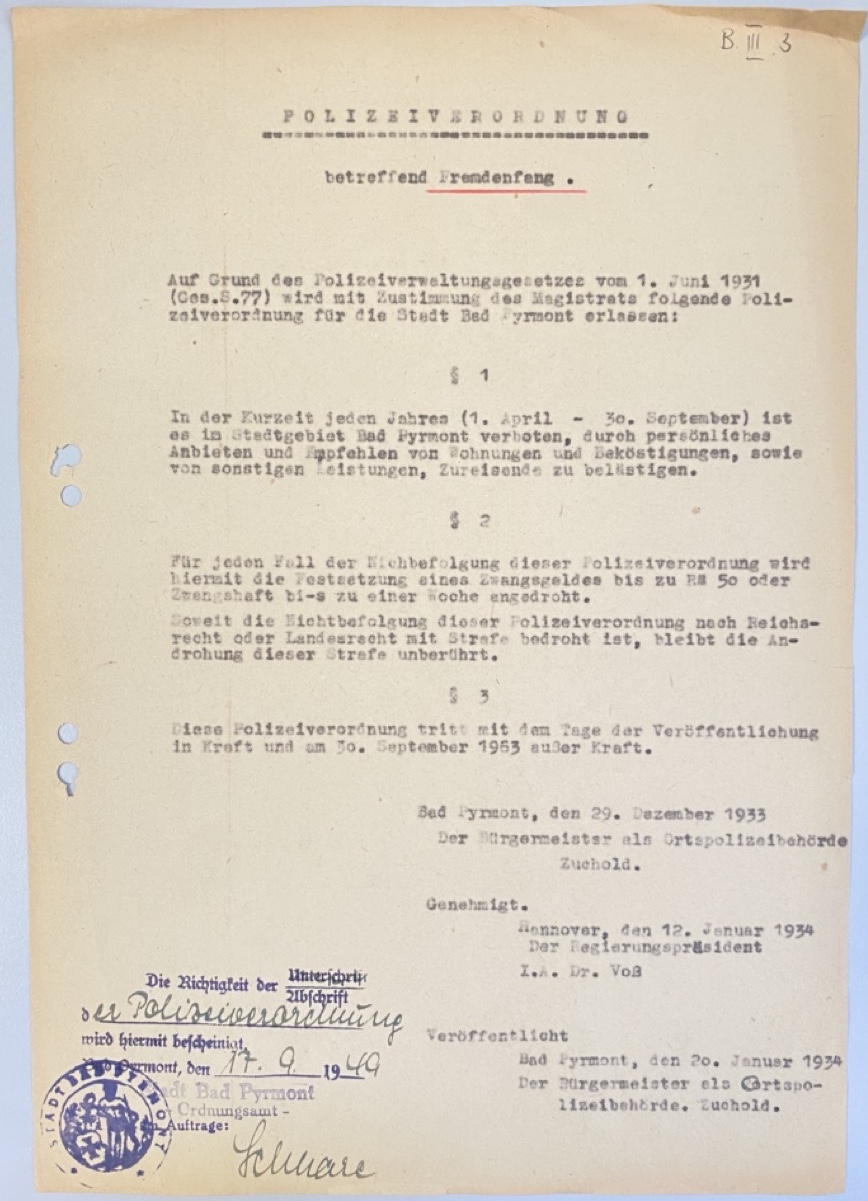 B. III 3
POLIZEIVERORDNUNG
betreffend Fremdenfang .
Auf Grund des Polizeiverwaltungsgesetzes vom 1. Juni 1931
(Ges.S.77) wird mit Zustimmung des Magistrats folgende Poli-
zeiverordnung für die Stadt Bad Pyrmont erlassen:
§ 1
In der Kurzeit jeden Jahres (1. April - 30. September) ist
es im Stadtgebiet Bad Pyrmont verboten, durch persönliches
Anbieten und Empfehlen von Wohnungen und Beköstigungen, sowie
von sonstigen Leistungen, Zureisende zu belästigen.
§ 2
Für jeden Fall der Nichbefolgung dieser Polizeiverordnung wird
hiermit die Festsetzung eines Zwangsgeldes bis zu RM 50 oder
Zwangshaft bi-s zu einer Woche angedroht.
Soweit die Nichtbefolgung dieser Polizeiverordnung nach Reichs-
recht oder Landesrecht mit Strafe bedroht ist, bleibt die An-
drohung dieser Strafe unberührt.
§ 3
Diese Polizeiverordnung tritt mit dem Tage der Veröffentlichung
in Kraft und am 30. September 1963 außer Kraft.
Bad Pyrmont, den 29. Dezember 1933
Der Bürgermeister als Ortspolizeibehörde
Zuchold.
Genehmigt.
Hannover, den 12. Januar 1934
Der Regierungspräsident
I.A. Dr. Voß
Veröffentlicht
Bad Pyrmont, den 20. Januar 1934
Der Bürgermeister als Ortspo-
lizeibehörde. Zuchold.
Die Richtigkeit der Unterschrift
Abschrift
der Polizeiverordnung
wird hiermit bescheinigt.
Bad Pyrmont, den 17. 9. 1949
Stadt Bad Pyrmont
- Ordnungsamt -
Im Auftrage:
STADT BAD PYRMONT